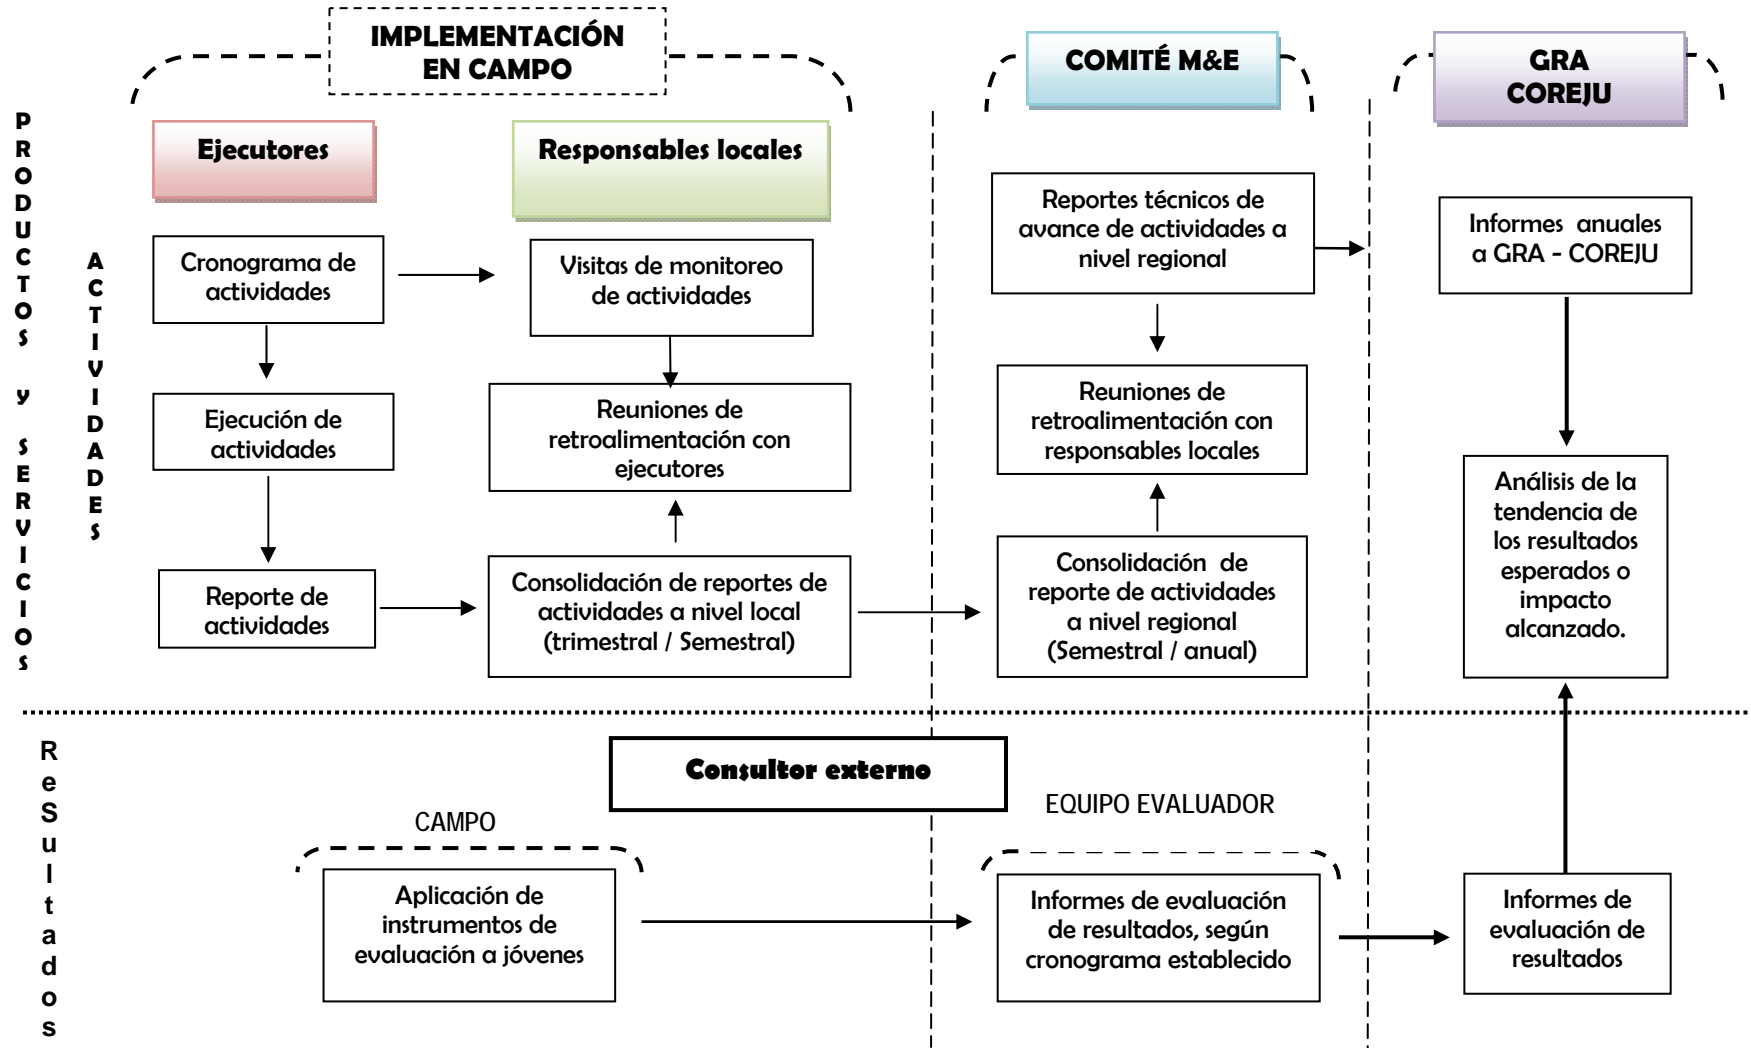 IMPLEMENTACIÓN
EN CAMPO
COMITÉ M&E
GRA
COREJU
PRODUCTOS y SERVICIOS
ACTIVIDADES
Ejecutores
Responsables locales
Cronograma de
actividades
Visitas de monitoreo
de actividades
Reportes técnicos de
avance de actividades a
nivel regional
Informes anuales
a GRA - COREJU
Ejecución de
actividades
Reuniones de
retroalimentación con
ejecutores
Reuniones de
retroalimentación con
responsables locales
Análisis de la
tendencia de
los resultados
esperados o
impacto
alcanzado.
Reporte de
actividades
Consolidación de reportes de
actividades a nivel local
(trimestral / Semestral)
Consolidación de
reporte de actividades
a nivel regional
(Semestral / anual)
ReSultados
Consultor externo
CAMPO
EQUIPO EVALUADOR
Aplicación de
instrumentos de
evaluación a jóvenes
Informes de evaluación
de resultados, según
cronograma establecido
Informes de
evaluación de
resultados